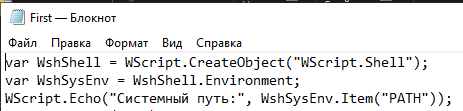 First — Блокнот
Файл Правка Формат Вид Справка
var WshShell = WScript.CreateObject("WScript.Shell");
var WshSysEnv = WshShell.Environment;
WScript.Echo("Системный путь:", WshSysEnv.Item("PATH"));